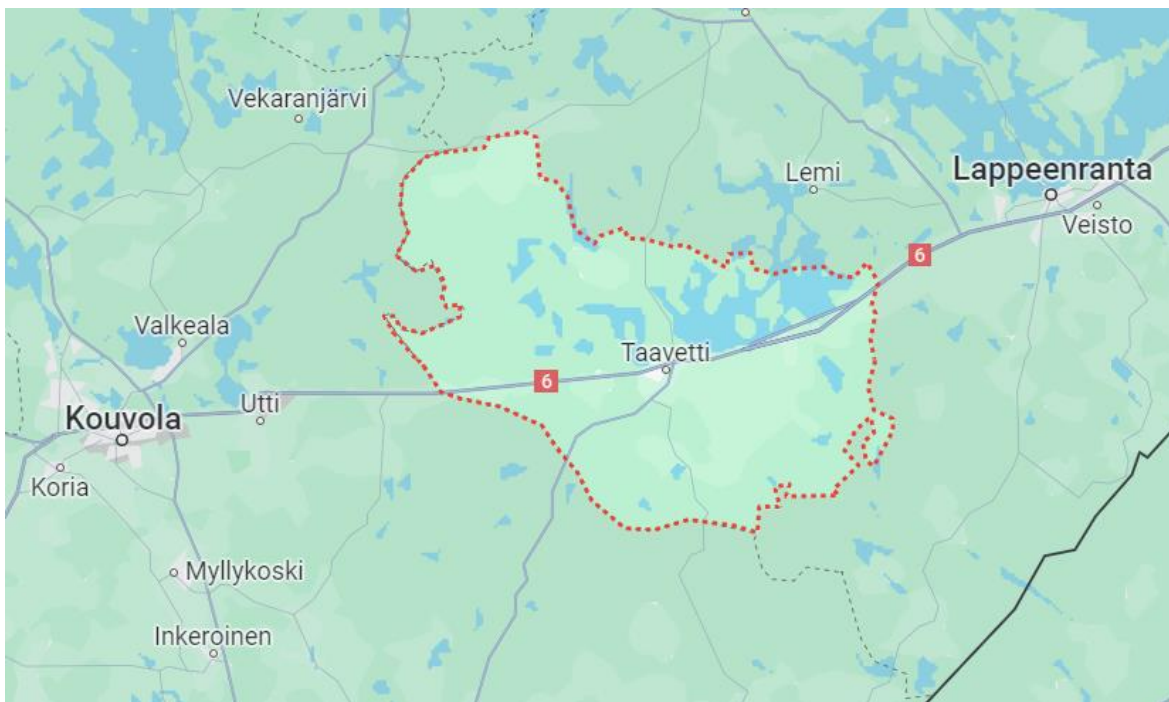 Vekaranjärvi
Lemi
Lappeenranta
Veisto
6
Valkeala
Taavetti
6
Utti
Kouvola
Koria
Myllykoski
Inkeroinen